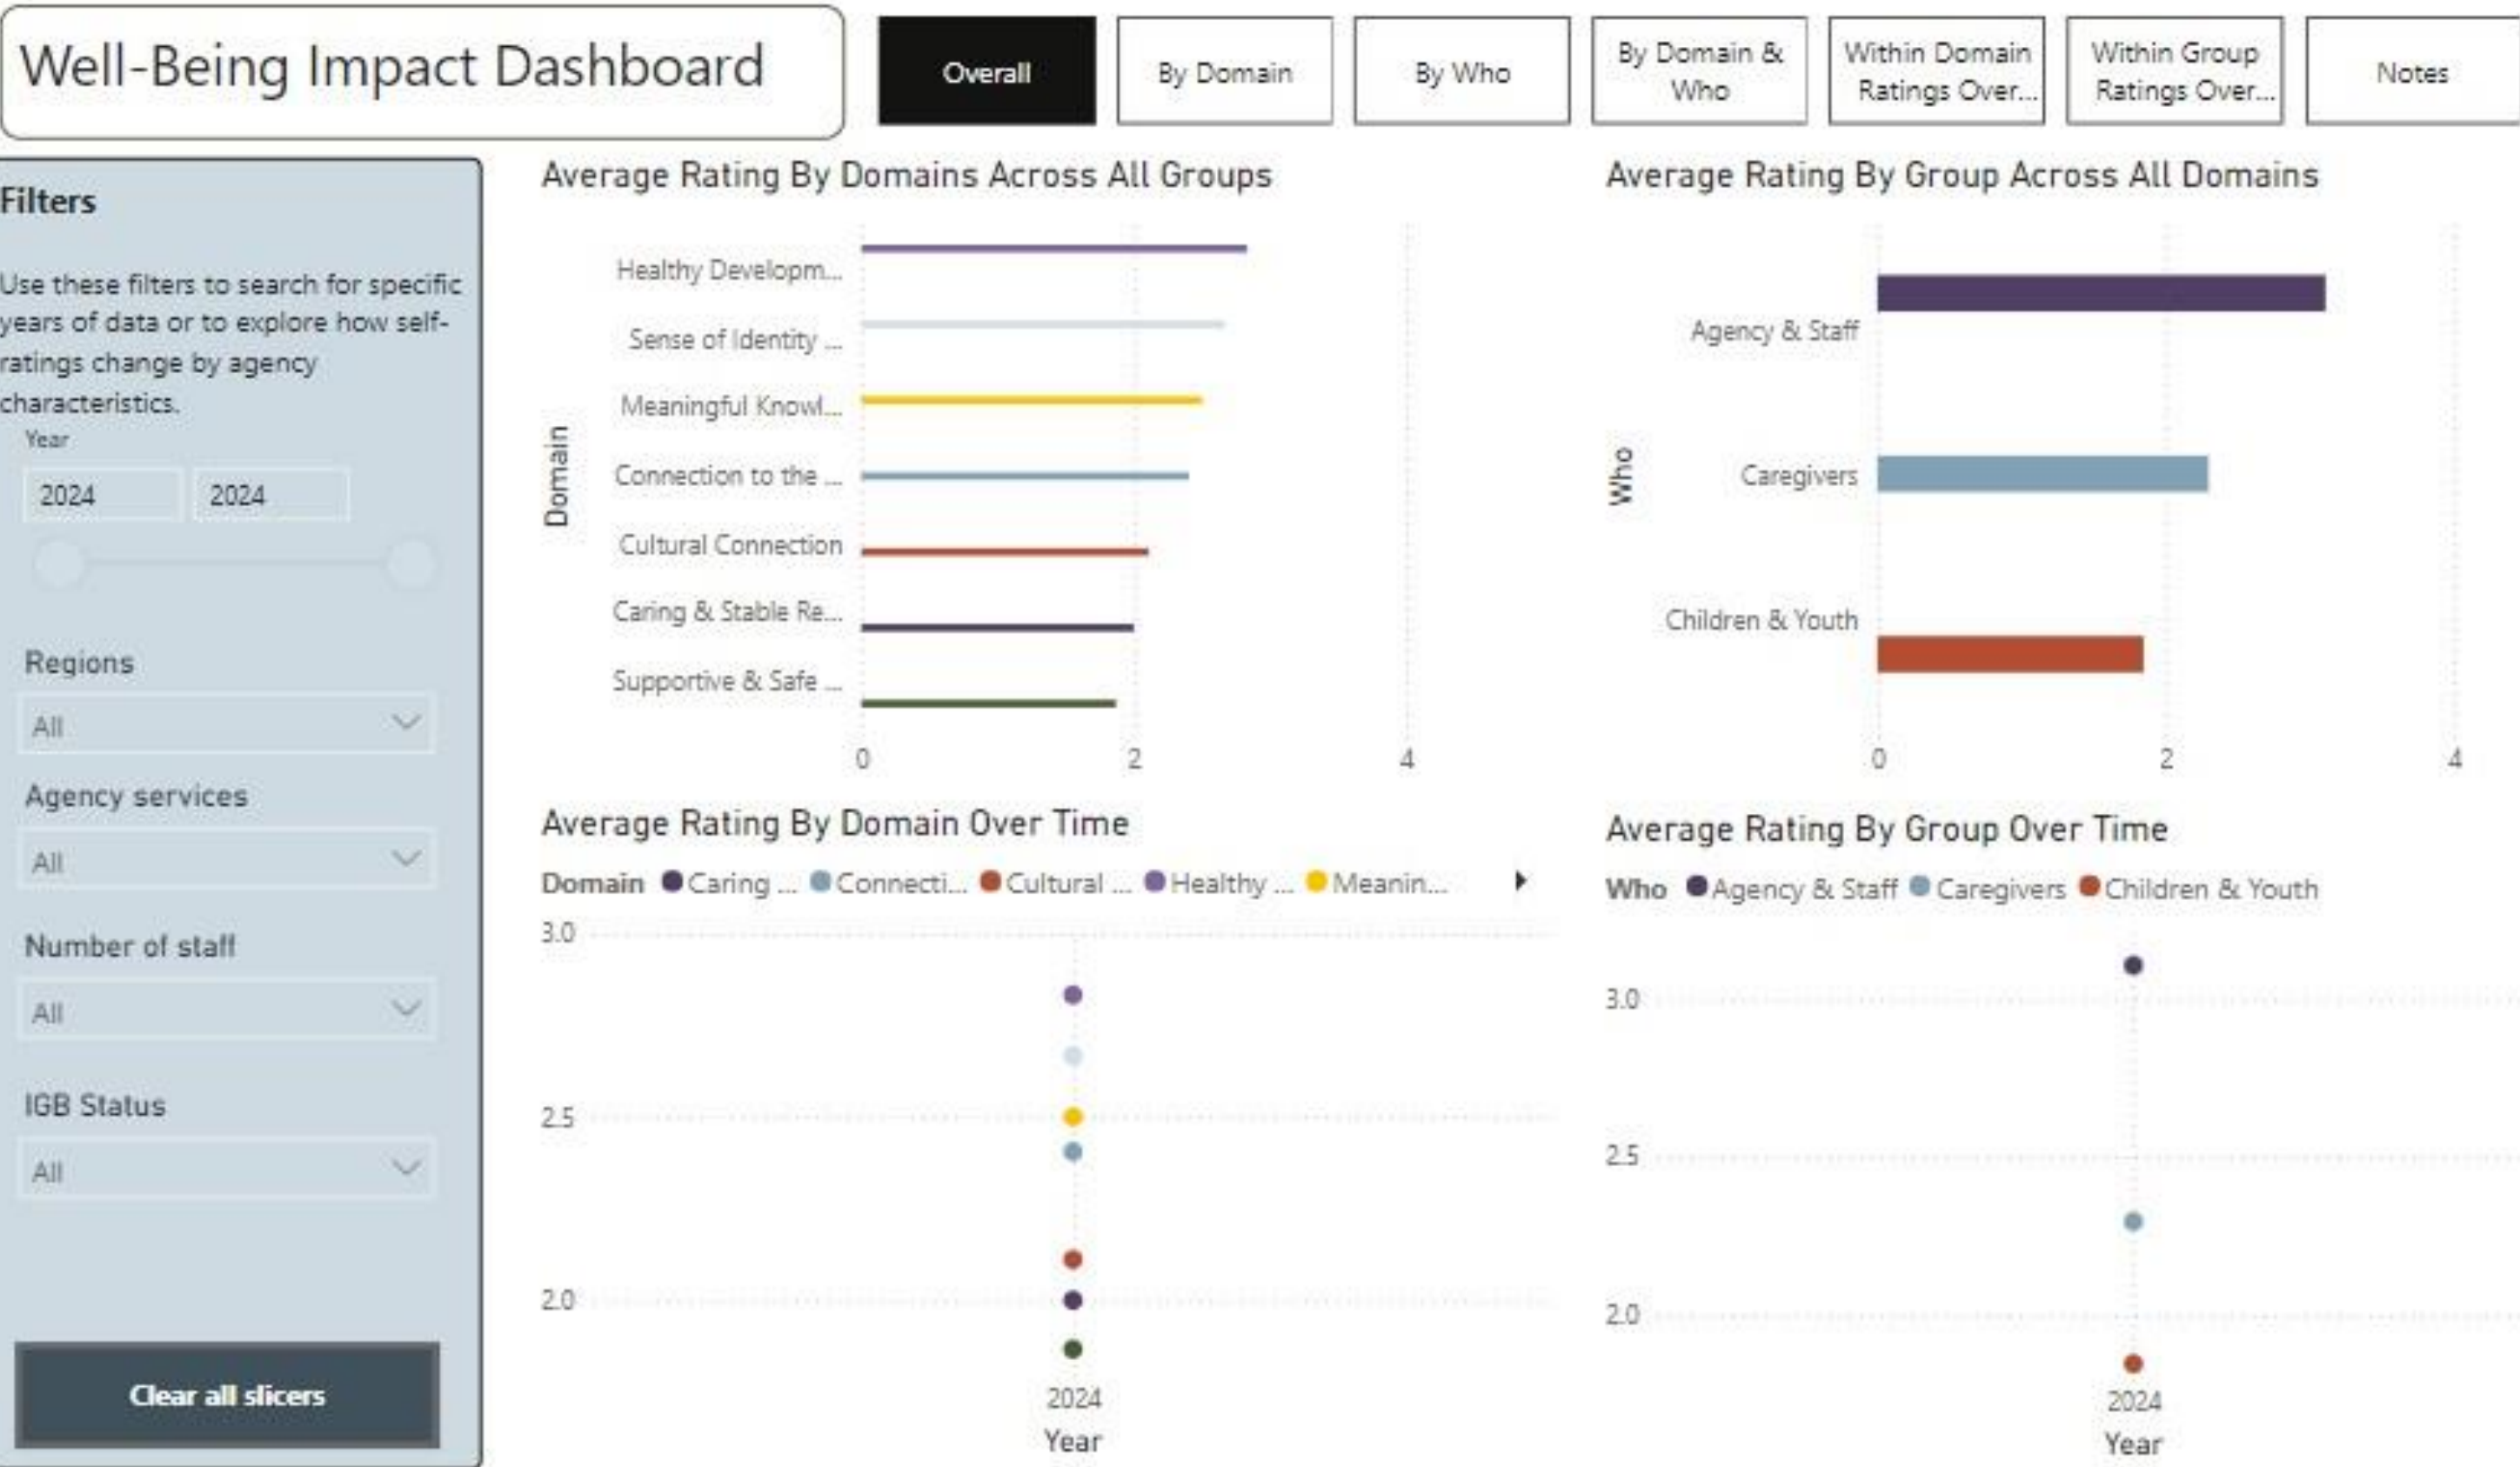 Well-Being Impact Dashboard
Overall
By Domain
By Who
By Domain &
Who
Within Domain
Ratings Over...
Within Group
Ratings Over...
Notes
Filters
Use these filters to search for specific
years of data or to explore how self-
ratings change by agency
characteristics.
Year
2024
2024
Regions
All
Agency services
All
Number of staff
All
IGB Status
All
Clear all slicers
Average Rating By Domains Across All Groups
Domain
Healthy Developm...
Sense of Identity ...
Meaningful Knowl...
Connection to the ...
Cultural Connection
Caring & Stable Re...
Supportive & Safe ...
0
2
4
Average Rating By Group Across All Domains
Who
Agency & Staff
Caregivers
Children & Youth
0
2
4
Average Rating By Domain Over Time
Domain Caring ... Connecti... Cultural ... Healthy ... Meanin...
3.0
2.5
2.0
2024
Year
Average Rating By Group Over Time
Who Agency & Staff Caregivers Children & Youth
3.0
2.5
2.0
2024
Year